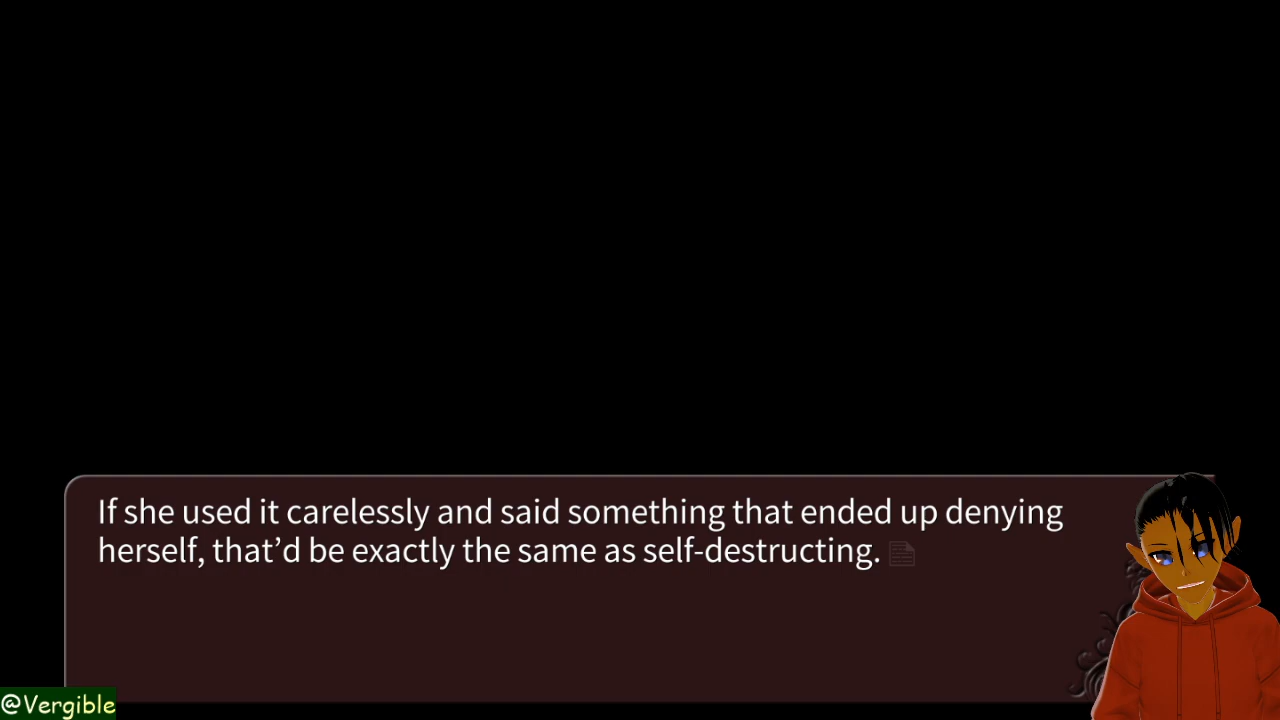 If she used it carelessly and said something that ended up denying
herself, that’d be exactly the same as self-destructing.
@Vergible